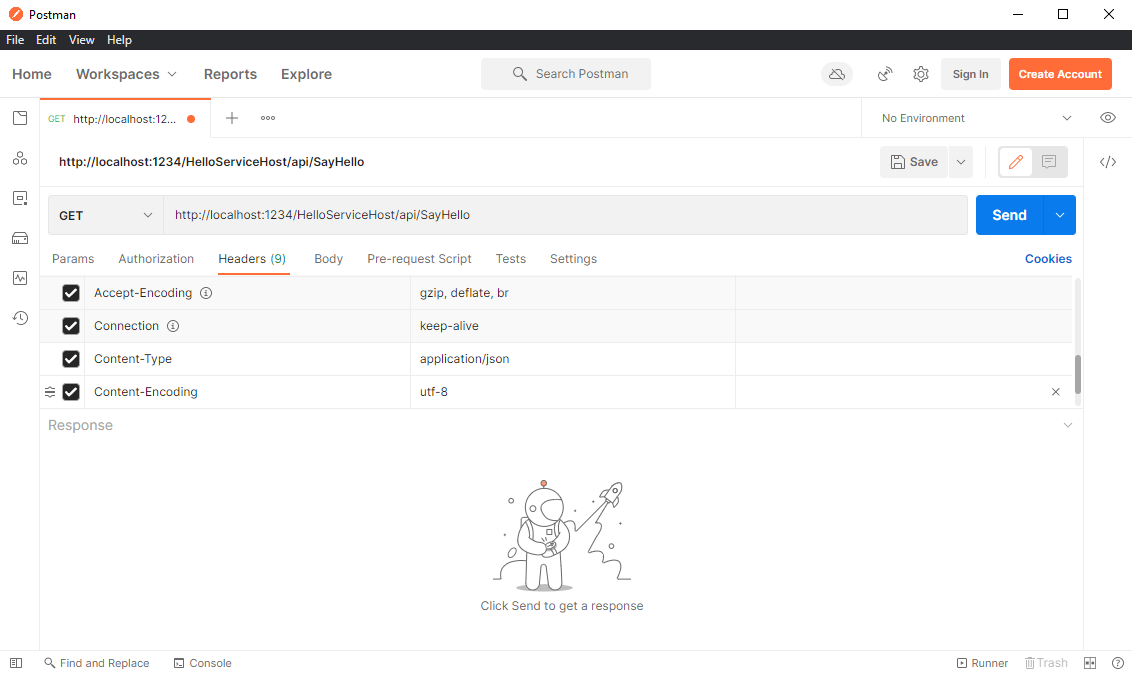 Postman
File Edit View Help
Home Workspaces Reports Explore Search Postman Sign In Create Account
GET http://localhost:12... No Environment
http://localhost:1234/HelloServiceHost/api/SayHello Save
GET http://localhost:1234/HelloServiceHost/api/SayHello Send
Params Authorization Headers (9) Body Pre-request Script Tests Settings Cookies
Accept-Encoding gzip, deflate, br
Connection keep-alive
Content-Type application/json
Content-Encoding utf-8
Response
Click Send to get a response
Find and Replace Console Runner Trash